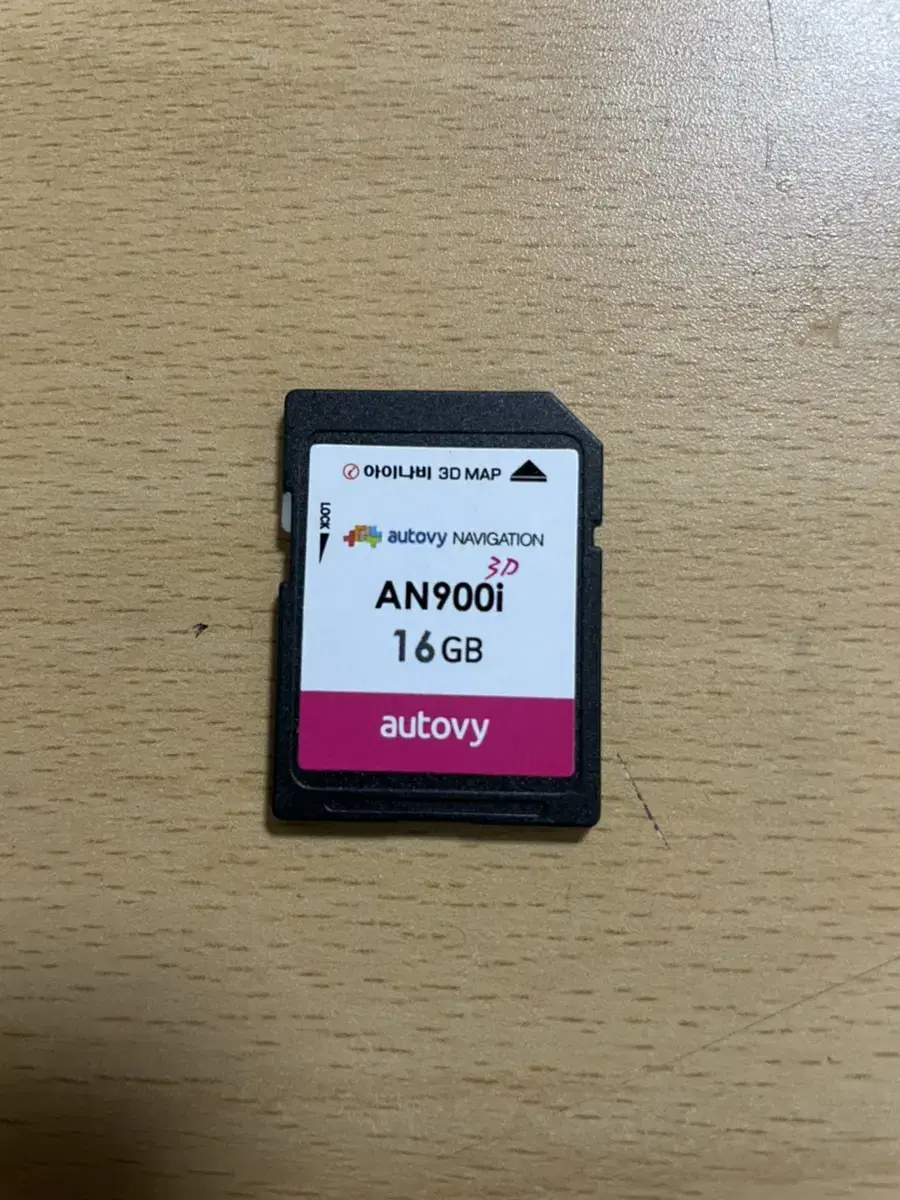 아이나비 3D MAP
LOCK
autovy NAVIGATION
3D
AN900i
16GB
autovy